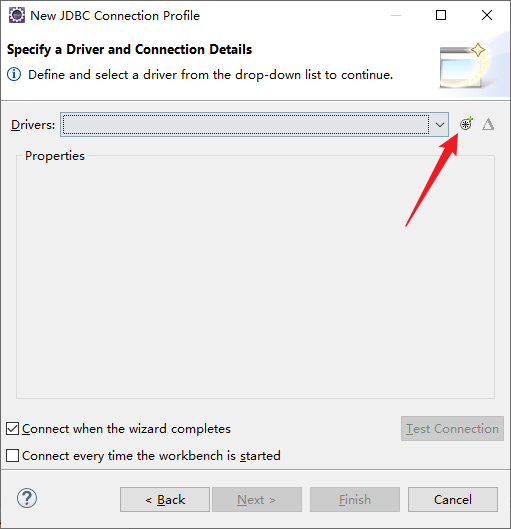 New JDBC Connection Profile
Specify a Driver and Connection Details
Define and select a driver from the drop-down list to continue.
Drivers:
Properties
Connect when the wizard completes
Test Connection
Connect every time the workbench is started
< Back
Next >
Finish
Cancel